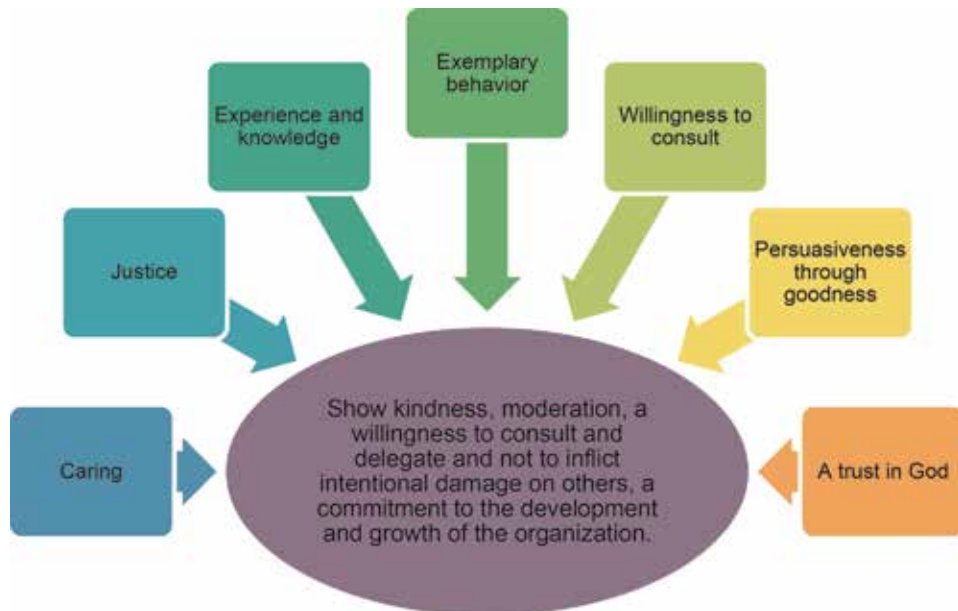 Exemplary
behavior
Experience and
knowledge
Willingness to
consult
Justice
Persuasiveness
through
goodness
Caring
Show kindness, moderation, a
willingness to consult and
delegate and not to inflict
intentional damage on others, a
commitment to the development
and growth of the organization.
A trust in God